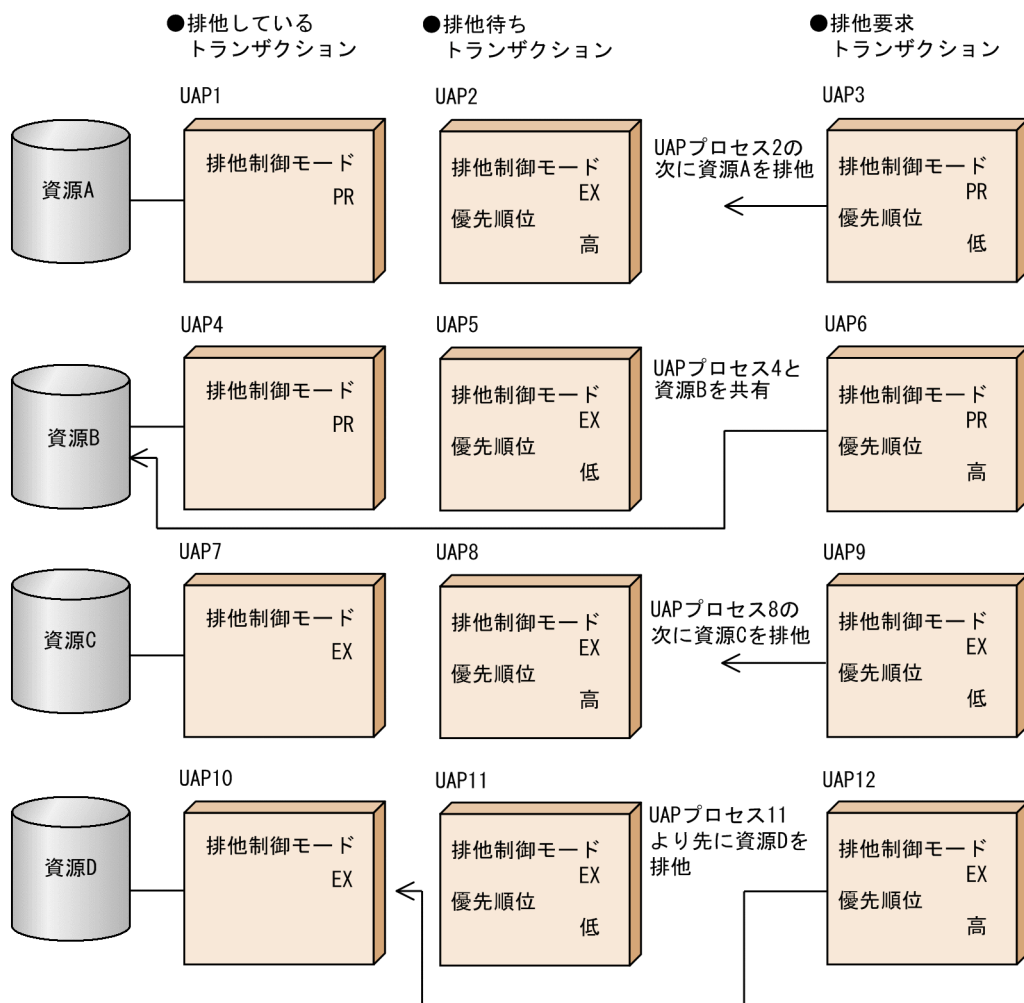 ●排他している
トランザクション
●排他待ち
トランザクション
●排他要求
トランザクション
UAP1
UAP2
UAP3
資源A
排他制御モード
PR
排他制御モード
EX
優先順位
高
UAPプロセス2の
次に資源Aを排他
排他制御モード
PR
優先順位
低
UAP4
UAP5
UAP6
資源B
排他制御モード
PR
排他制御モード
EX
優先順位
低
UAPプロセス4と
資源Bを共有
排他制御モード
PR
優先順位
高
UAP7
UAP8
UAP9
資源C
排他制御モード
EX
排他制御モード
EX
優先順位
高
UAPプロセス8の
次に資源Cを排他
排他制御モード
EX
優先順位
低
UAP10
UAP11
UAP12
資源D
排他制御モード
EX
排他制御モード
EX
優先順位
低
UAPプロセス11
より先に資源Dを
排他
排他制御モード
EX
優先順位
高